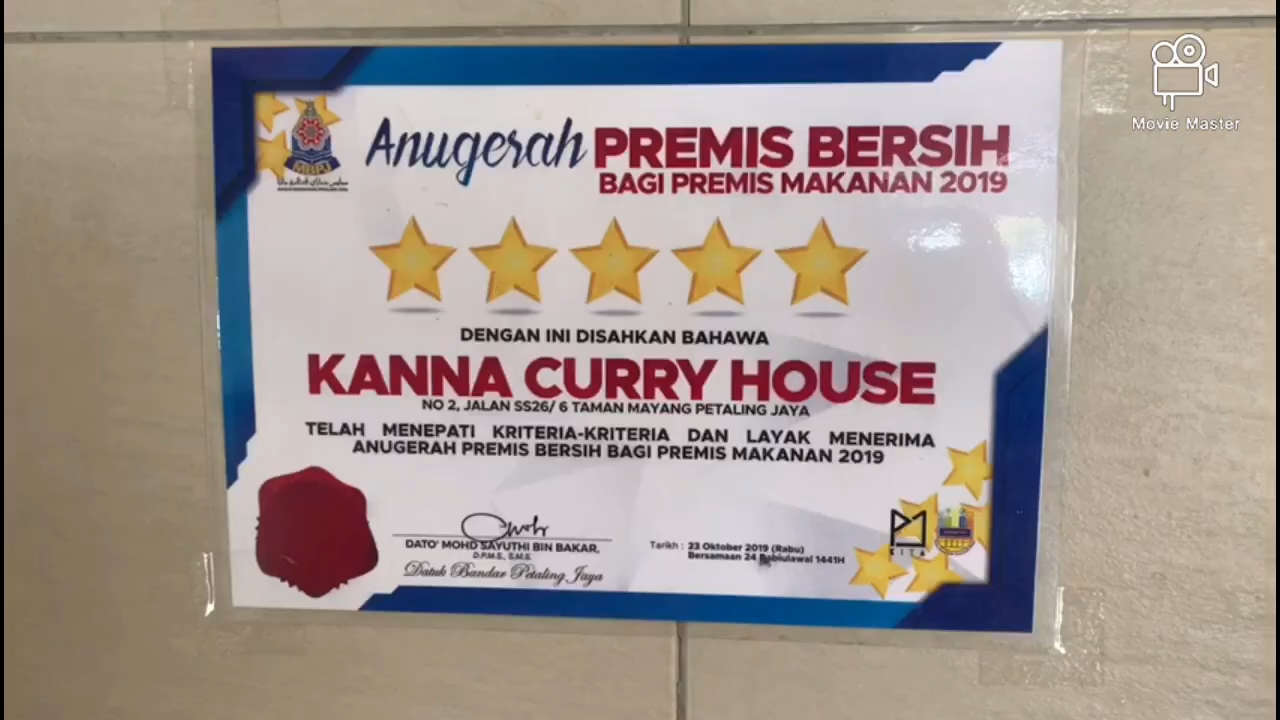 Movie Master
Anugerah PREMIS BERSIH
BAGI PREMIS MAKANAN 2019
MBPJ
DENGAN INI DISAHKAN BAHAWA
KANNA CURRY HOUSE
NO 2, JALAN SS26/ 6 TAMAN MAYANG PETALING JAYA
TELAH MENEPATI KRITERIA-KRITERIA DAN LAYAK MENERIMA
ANUGERAH PREMIS BERSIH BAGI PREMIS MAKANAN 2019
DATO' MOHD SAYUTHI BIN BAKAR,
D.P.M.S., S.M.S.
Datuk Bandar Petaling Jaya
Tarikh : 23 Oktober 2019 (Rabu)
Bersamaan 24 Rabiulawal 1441H
KITA